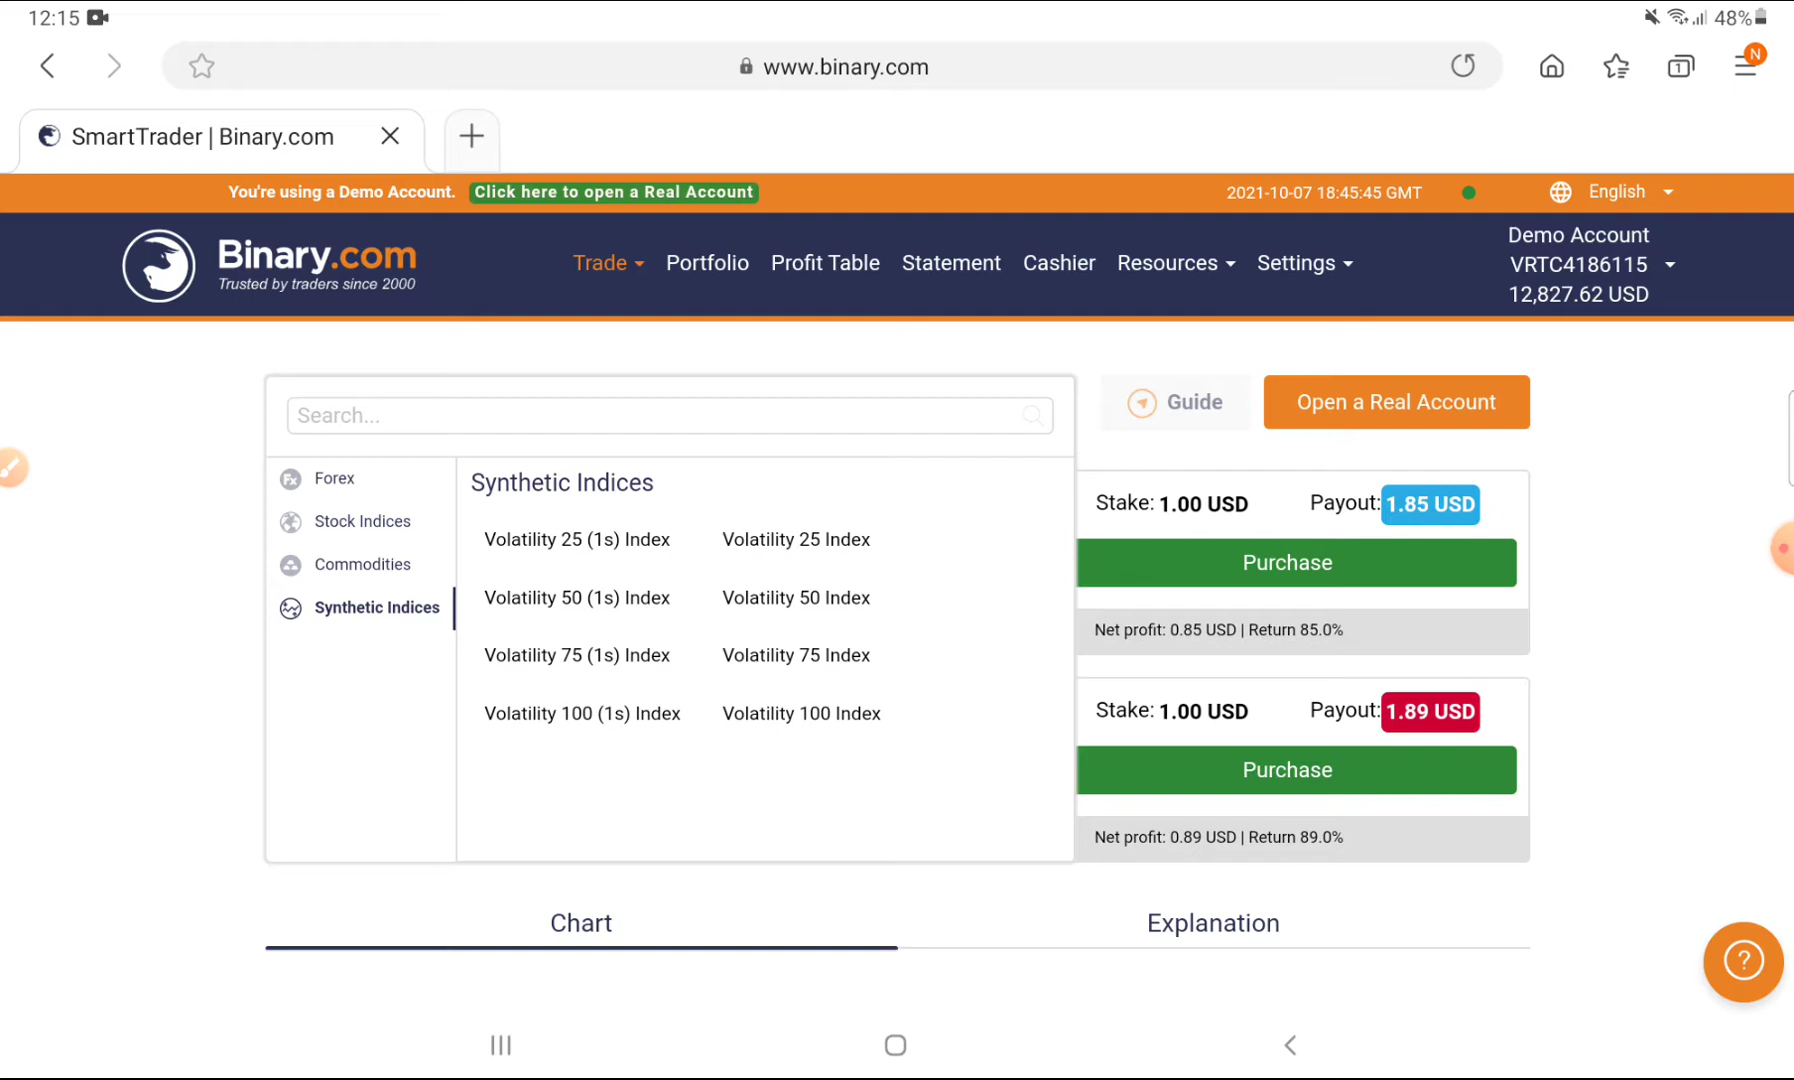 12:15
48%
www.binary.com
1
N
SmartTrader | Binary.com
You're using a Demo Account. Click here to open a Real Account
2021-10-07 18:45:45 GMT
English
Binary.com
Trusted by traders since 2000
Trade Portfolio Profit Table Statement Cashier Resources Settings
Demo Account
VRTC4186115
12,827.62 USD
Search...
Guide
Open a Real Account
Fx Forex
Stock Indices
Commodities
Synthetic Indices
Synthetic Indices
Volatility 25 (1s) Index Volatility 25 Index
Volatility 50 (1s) Index Volatility 50 Index
Volatility 75 (1s) Index Volatility 75 Index
Volatility 100 (1s) Index Volatility 100 Index
Stake: 1.00 USD Payout: 1.85 USD
Purchase
Net profit: 0.85 USD | Return 85.0%
Stake: 1.00 USD Payout: 1.89 USD
Purchase
Net profit: 0.89 USD | Return 89.0%
Chart Explanation
?